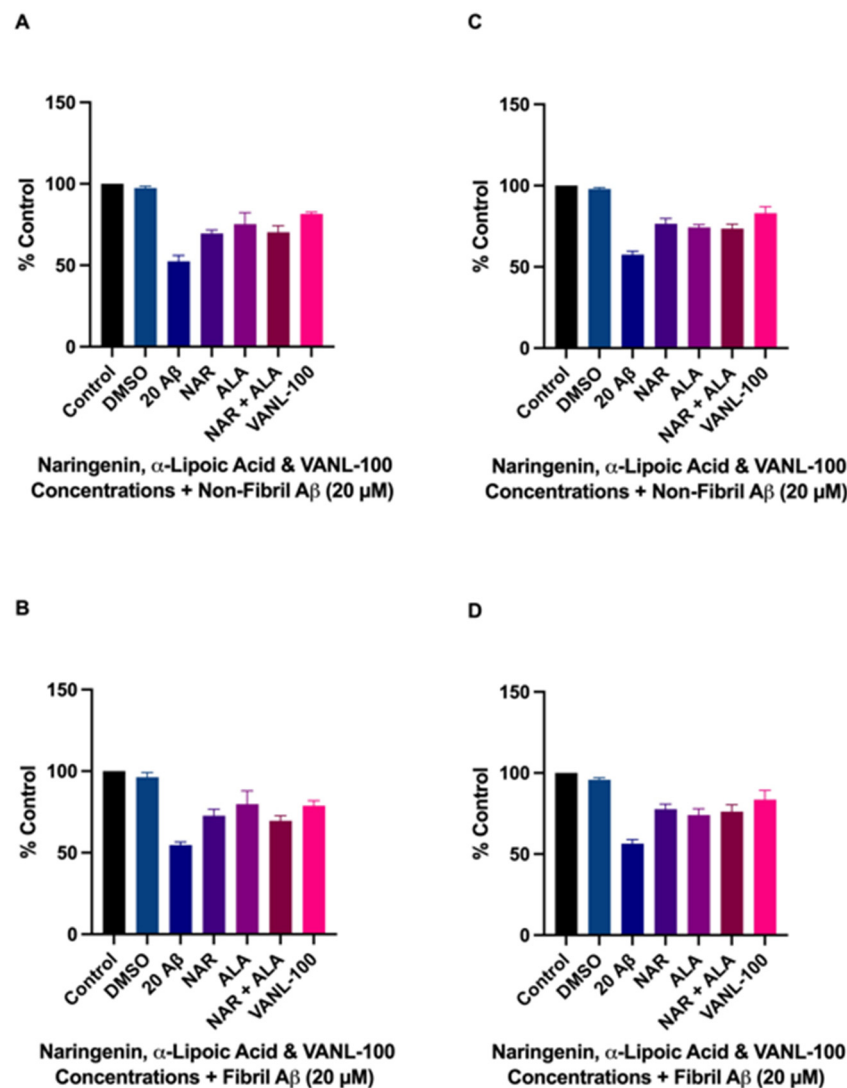 A
% Control
150
100
50
0
Control
DMSO
20 Aβ
NAR
ALA
NAR + ALA
VANL-100
Naringenin, α-Lipoic Acid & VANL-100
Concentrations + Non-Fibril Aβ (20 µM)
C
% Control
150
100
50
0
Control
DMSO
20 Aβ
NAR
ALA
NAR + ALA
VANL-100
Naringenin, α-Lipoic Acid & VANL-100
Concentrations + Non-Fibril Aβ (20 µM)
B
% Control
150
100
50
0
Control
DMSO
20 Aβ
NAR
ALA
NAR + ALA
VANL-100
Naringenin, α-Lipoic Acid & VANL-100
Concentrations + Fibril Aβ (20 µM)
D
% Control
150
100
50
0
Control
DMSO
20 Aβ
NAR
ALA
NAR + ALA
VANL-100
Naringenin, α-Lipoic Acid & VANL-100
Concentrations + Fibril Aβ (20 µM)